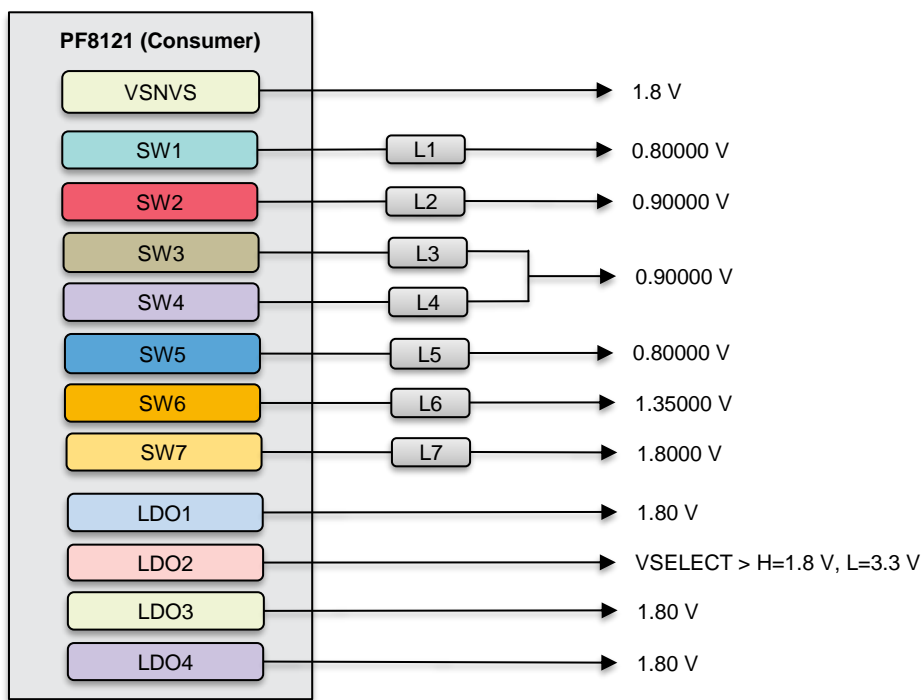 PF8121 (Consumer)
VSNVS 1.8 V
SW1 L1 0.80000 V
SW2 L2 0.90000 V
SW3 L3
0.90000 V
SW4 L4
SW5 L5 0.80000 V
SW6 L6 1.35000 V
SW7 L7 1.8000 V
LDO1 1.80 V
LDO2 VSELECT > H=1.8 V, L=3.3 V
LDO3 1.80 V
LDO4 1.80 V